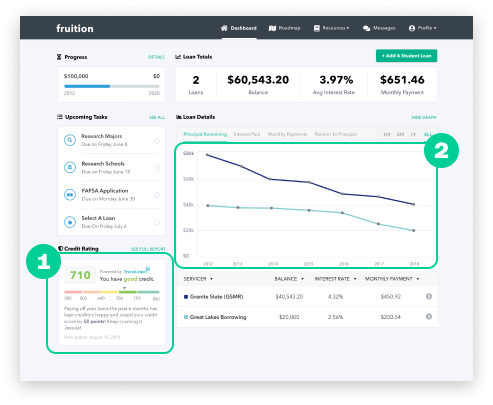 fruition
Dashboard
Roadmap
Resources
Messages
Profile
Progress
DETAILS
$100,000
$0
2012
2020
Loan Totals
+ Add A Student Loan
2
Loans
$60,543.20
Balance
3.97%
Avg Interest Rate
$651.46
Monthly Payment
Upcoming Tasks
SEE ALL
Research Majors
Due on Friday June 8
Research Schools
Due on Friday June 15
FAFSA Application
Due on Monday June 30
Select A Loan
Due On Friday July 6
Loan Details
HIDE GRAPH
Principal Remaining
Interest Paid
Monthly Payments
Percent To Principal
1M
6M
1Y
ALL
2
$80k
$60k
$40k
$20k
$0
2012
2013
2014
2015
2016
2017
2018
SERVICER
BALANCE
INTEREST RATE
MONTHLY PAYMENT
Granite State (GSMR)
$40,543.20
4.32%
$450.92
Great Lakes Borrowing
$20,000
2.56%
$200.54
1
Credit Rating
SEE FULL REPORT
710
Powered by TransUnion
You have good credit.
300
500
640
700
750
850
Paying off your loans the past 6 months has
kept creditors happy and raised your credit
score by 50 points! Keep crushing it
Jessica!
Next update: August 12, 2018